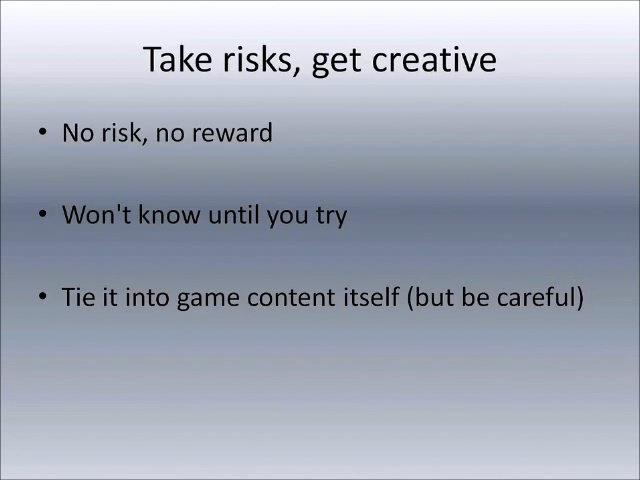 Take risks, get creative
• No risk, no reward
• Won't know until you try
• Tie it into game content itself (but be careful)